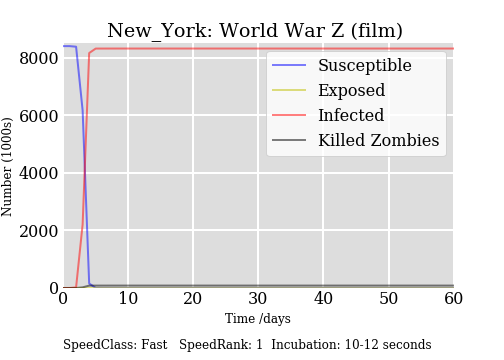 New_York: World War Z (film)
Number (1000s)
8000
6000
4000
2000
0
Susceptible
Exposed
Infected
Killed Zombies
0 10 20 30 40 50 60
Time /days
SpeedClass: Fast SpeedRank: 1 Incubation: 10-12 seconds